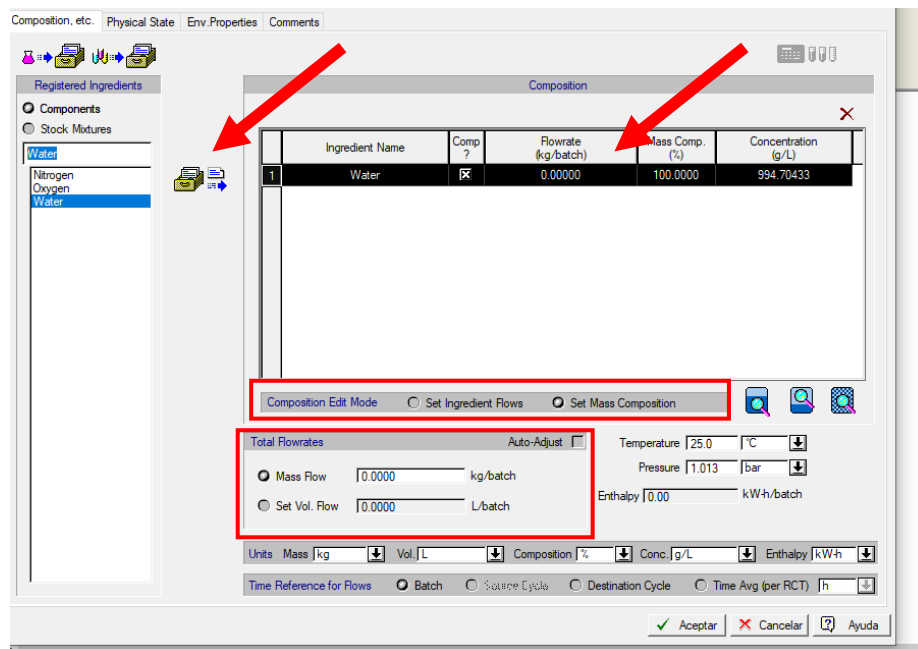 Composition, etc. Physical State Env.Properties Comments
Registered Ingredients
Composition
Components
Stock Mixtures
Water
Nitrogen
Oxygen
Water
Ingredient Name Comp ? Flowrate (kg/batch) Mass Comp. (%) Concentration (g/L)
1 Water 0.00000 100.0000 994.70433
Composition Edit Mode Set Ingredient Flows Set Mass Composition
Total Flowrates Auto-Adjust
Mass Flow 0.0000 kg/batch
Set Vol. Flow 0.0000 L/batch
Temperature 25.0 °C
Pressure 1.013 bar
Enthalpy 0.00 kW-h/batch
Units Mass kg Vol. L Composition % Conc. g/L Enthalpy kW-h
Time Reference for Flows Batch Source Cycle Destination Cycle Time Avg (per RCT) h
Aceptar Cancelar Ayuda